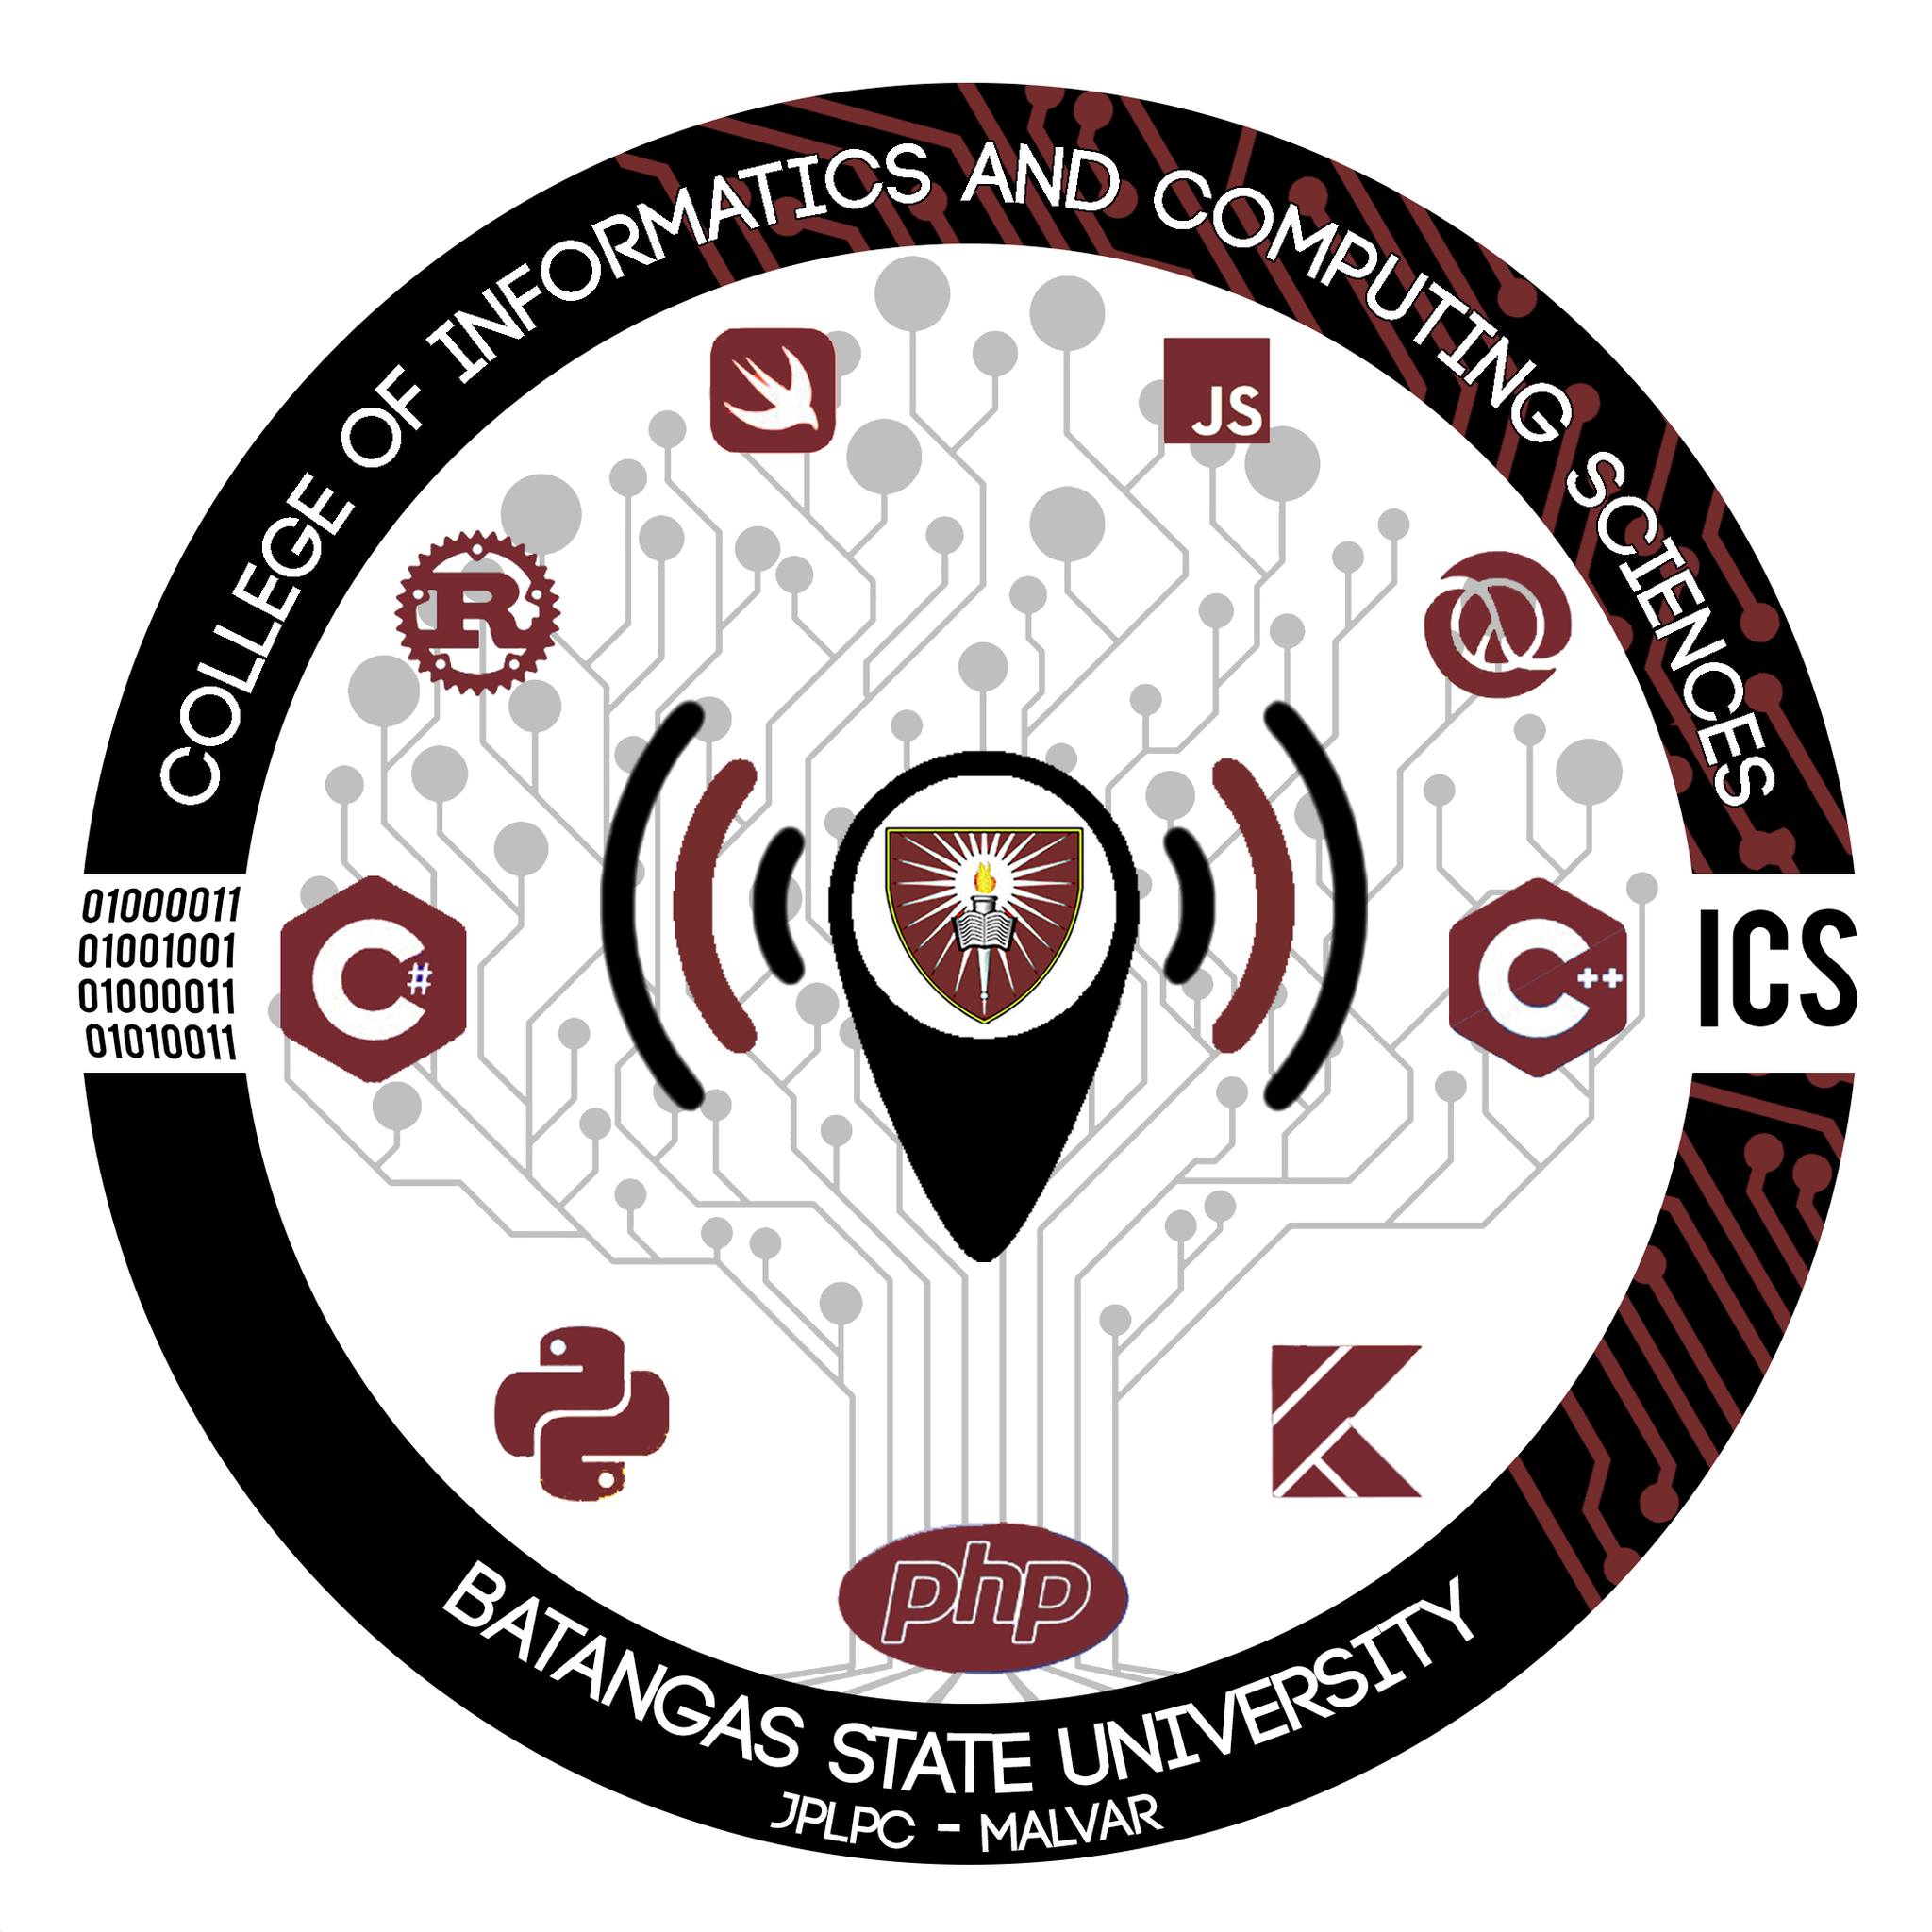 COLLEGE OF INFORMATICS AND COMPUTING SCIENCES
JS
R
01000011
01001001
01000011
01010011
C#
C++
ICS
php
BATANGAS STATE UNIVERSITY
JPLPC - MALVAR